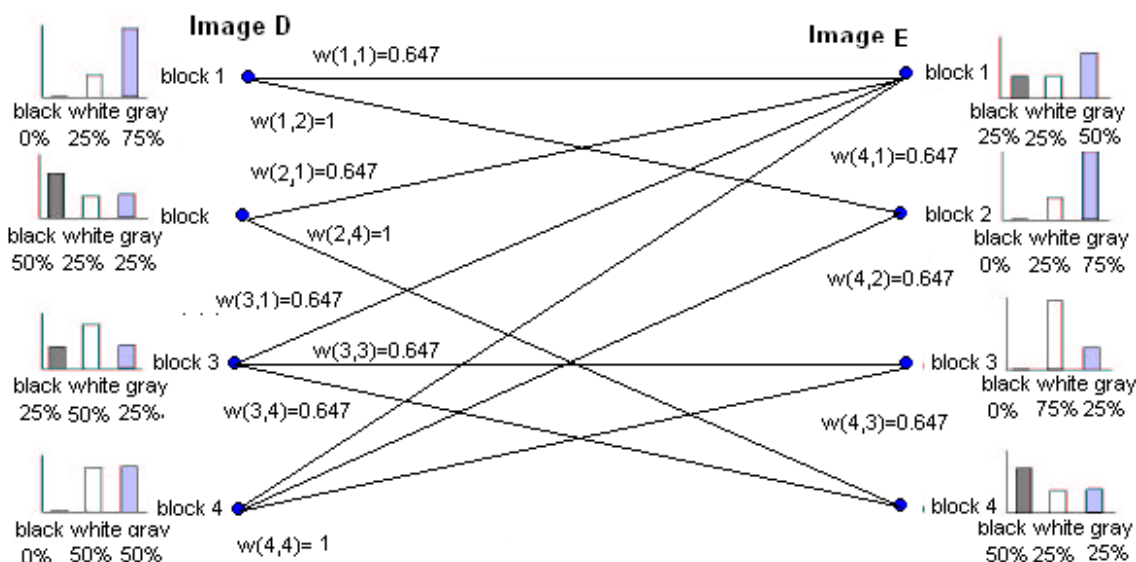 Image D
Image E
w(1,1)=0.647
block 1
block 1
black white gray
0% 25% 75%
black white gray
25% 25% 50%
w(1,2)=1
w(4,1)=0.647
w(2,1)=0.647
block
block 2
w(2,4)=1
black white gray
50% 25% 25%
black white gray
0% 25% 75%
w(4,2)=0.647
w(3,1)=0.647
w(3,3)=0.647
block 3
block 3
black white gray
25% 50% 25%
black white gray
0% 75% 25%
w(3,4)=0.647
w(4,3)=0.647
block 4
block 4
black white gray
0% 50% 50%
black white gray
50% 25% 25%
w(4,4)= 1